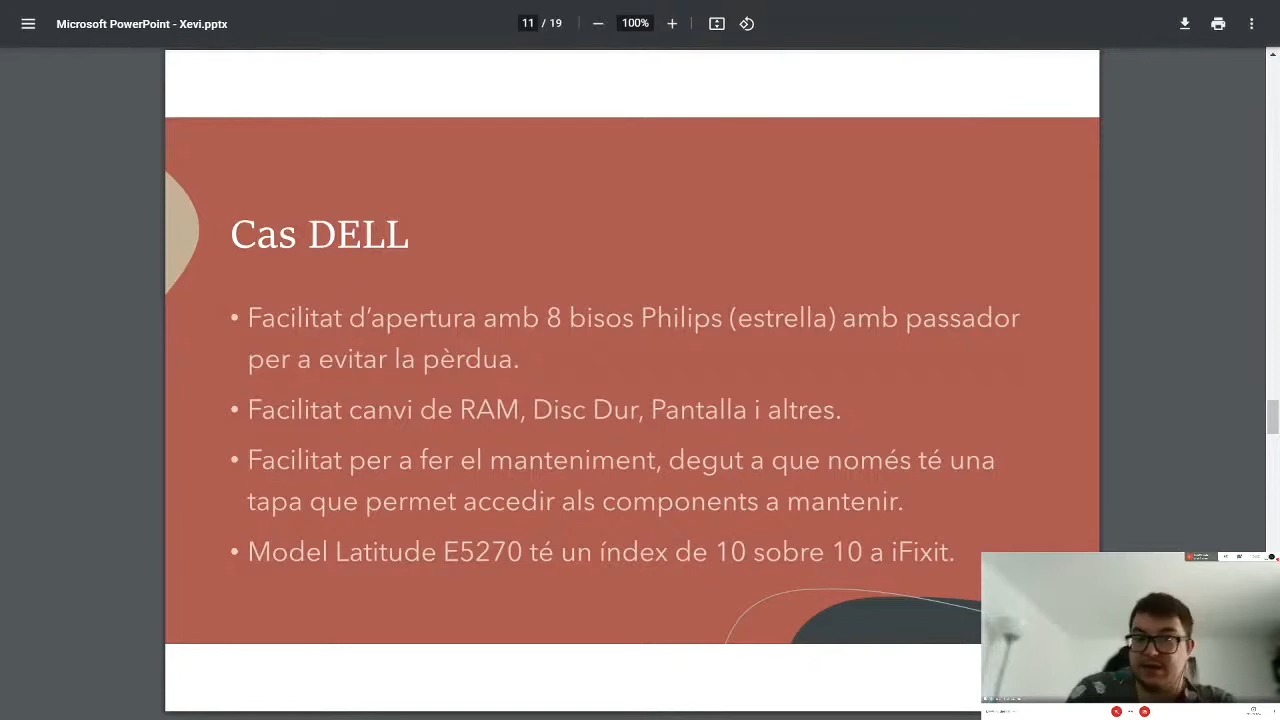 Microsoft PowerPoint - Xevi.pptx
11 / 19
100%
Cas DELL
• Facilitat d'apertura amb 8 bisos Philips (estrella) amb passador
per a evitar la pèrdua.
• Facilitat canvi de RAM, Disc Dur, Pantalla i altres.
• Facilitat per a fer el manteniment, degut a que només té una
tapa que permet accedir als components a mantenir.
• Model Latitude E5270 té un índex de 10 sobre 10 a iFixit.